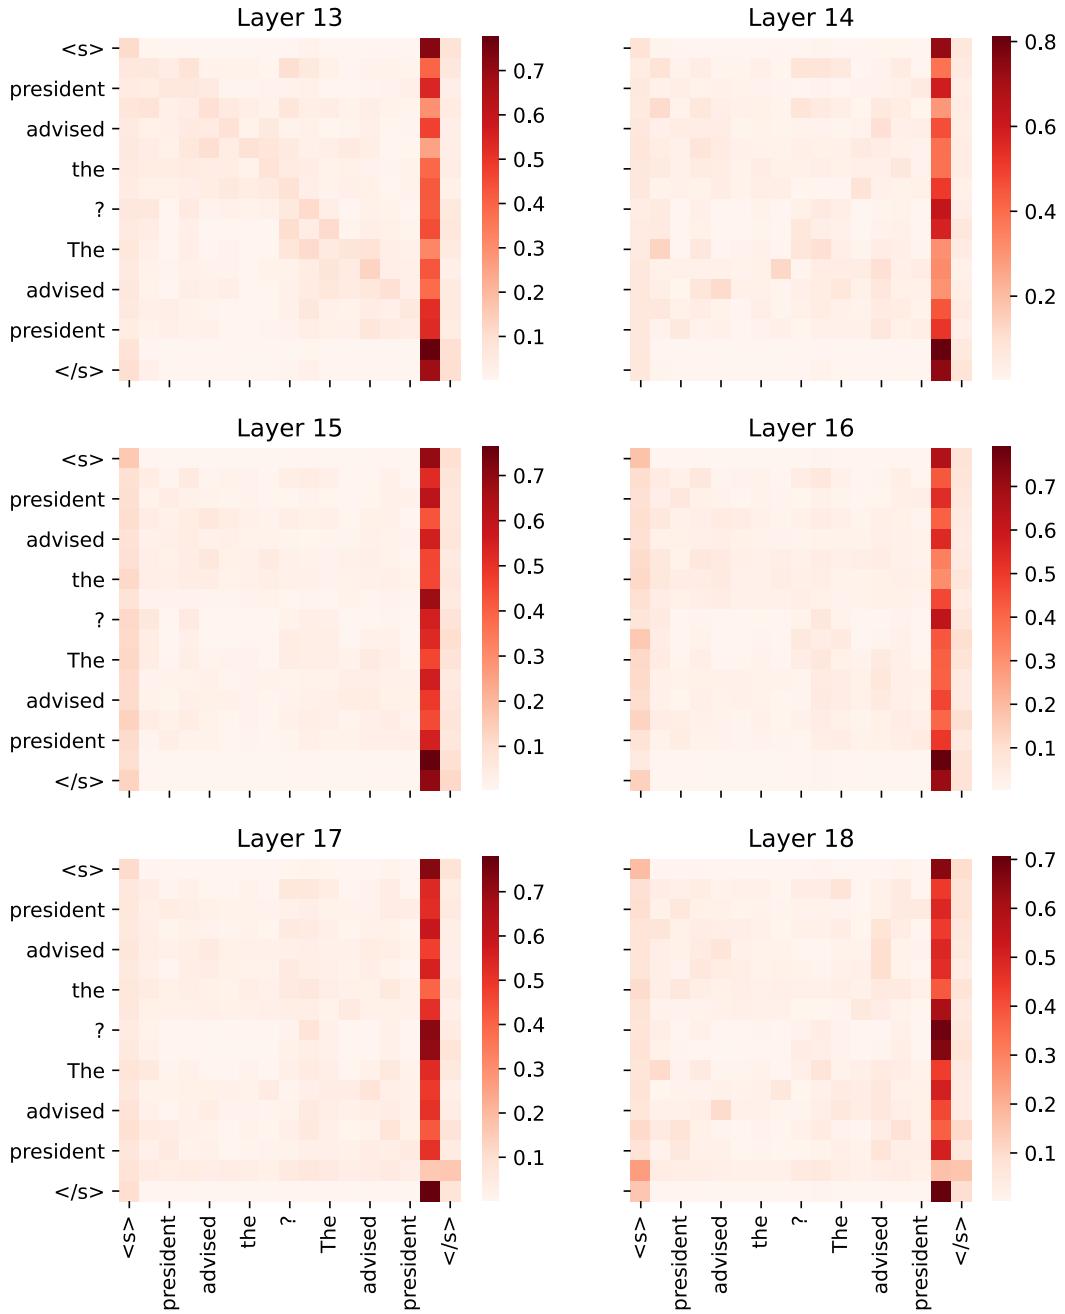 Layer 13 Layer 14
<s>
president
advised
the
?
The
advised
president
</s>
0.7
0.6
0.5
0.4
0.3
0.2
0.1
0.8
0.6
0.4
0.2
Layer 15 Layer 16
<s>
president
advised
the
?
The
advised
president
</s>
0.7
0.6
0.5
0.4
0.3
0.2
0.1
0.7
0.6
0.5
0.4
0.3
0.2
0.1
Layer 17 Layer 18
<s>
president
advised
the
?
The
advised
president
</s>
0.7
0.6
0.5
0.4
0.3
0.2
0.1
0.7
0.6
0.5
0.4
0.3
0.2
0.1
<s>
president
advised
the
?
The
advised
president
</s>
<s>
president
advised
the
?
The
advised
president
</s>